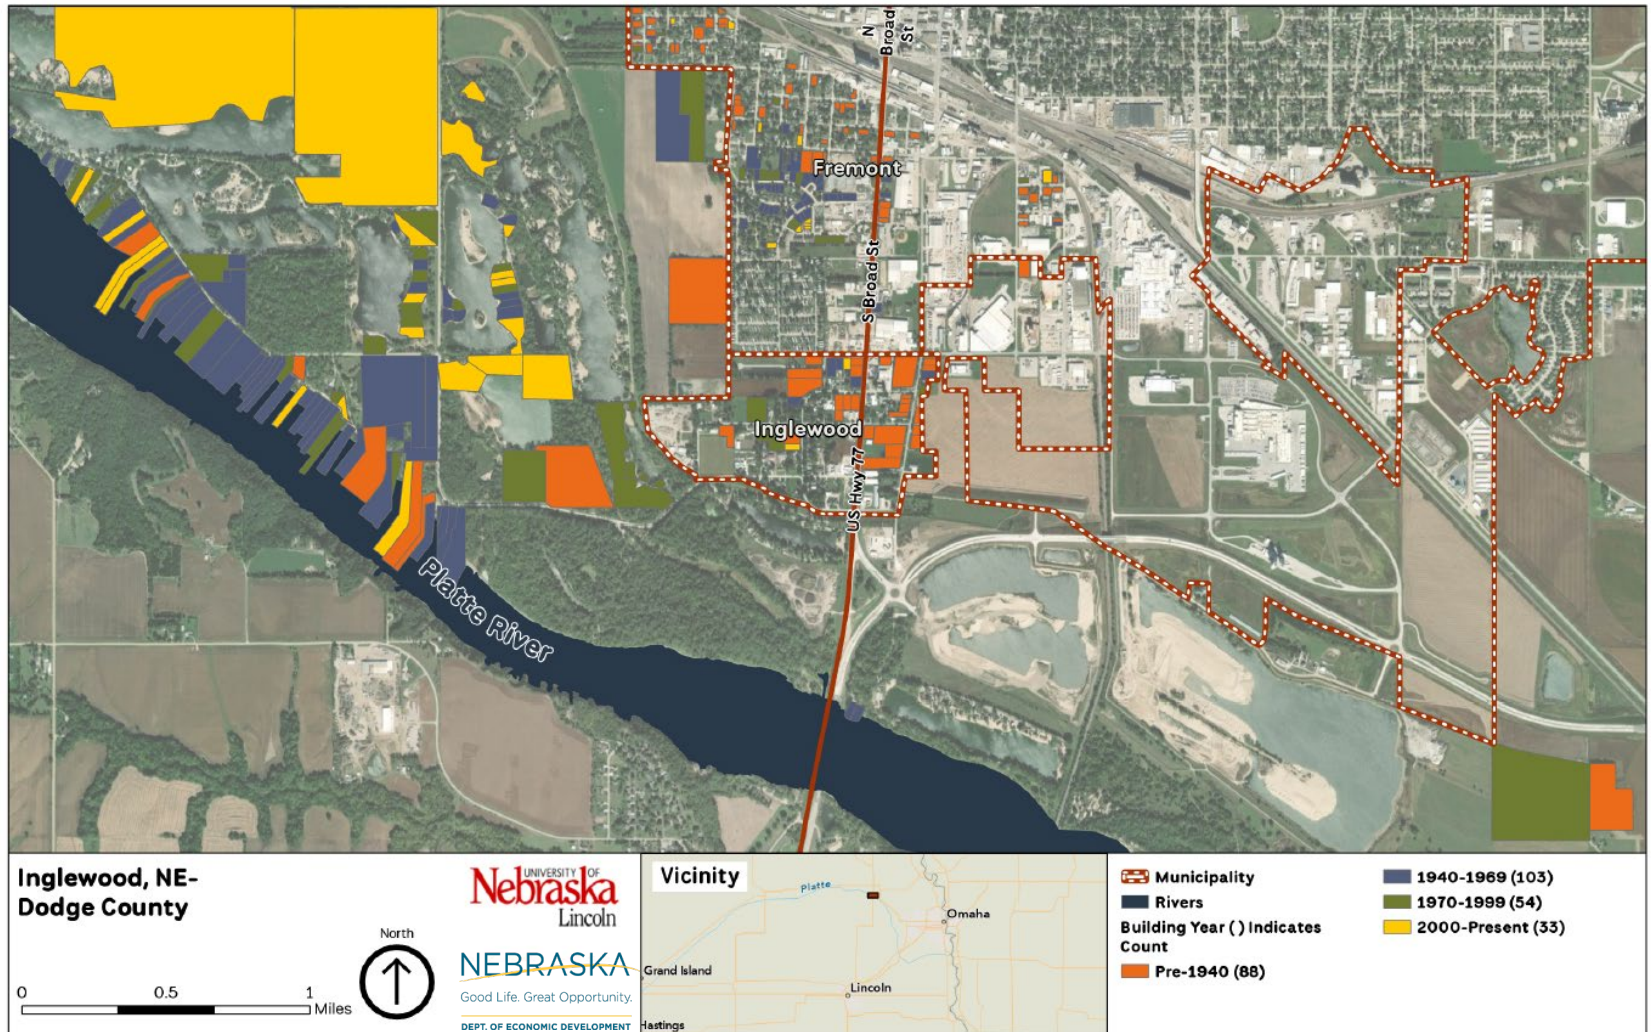 N
Broad
St
Fremont
S Broad St
Inglewood
US Hwy 77
Platte River
Inglewood, NE-
Dodge County
North
0 0.5 1
Miles
UNIVERSITY OF
Nebraska
Lincoln
NEBRASKA
Good Life. Great Opportunity.
DEPT. OF ECONOMIC DEVELOPMENT
Vicinity
Platte
Omaha
Grand Island
Lincoln
Hastings
Municipality
Rivers
Building Year ( ) Indicates
Count
Pre-1940 (88)
1940-1969 (103)
1970-1999 (54)
2000-Present (33)